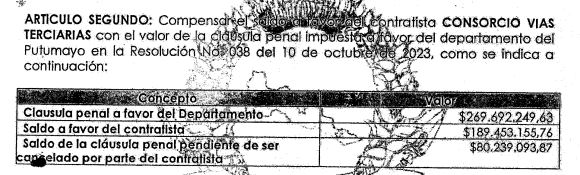 ARTICULO SEGUNDO: Compensar el saldo a favor del contratista CONSORCIO VIAS
TERCIARIAS con el valor de la cláusula penal impuesta a favor del departamento del
Putumayo en la Resolución No. 038 del 10 de octubre de 2023, como se indica a
continuación:
Concepto Valor
Clausula penal a favor del Departamento $269.692.249,63
Saldo a favor del contratista $189.453.155,76
Saldo de la cláusula penal pendiente de ser $80.239.093,87
cancelado por parte del contratista